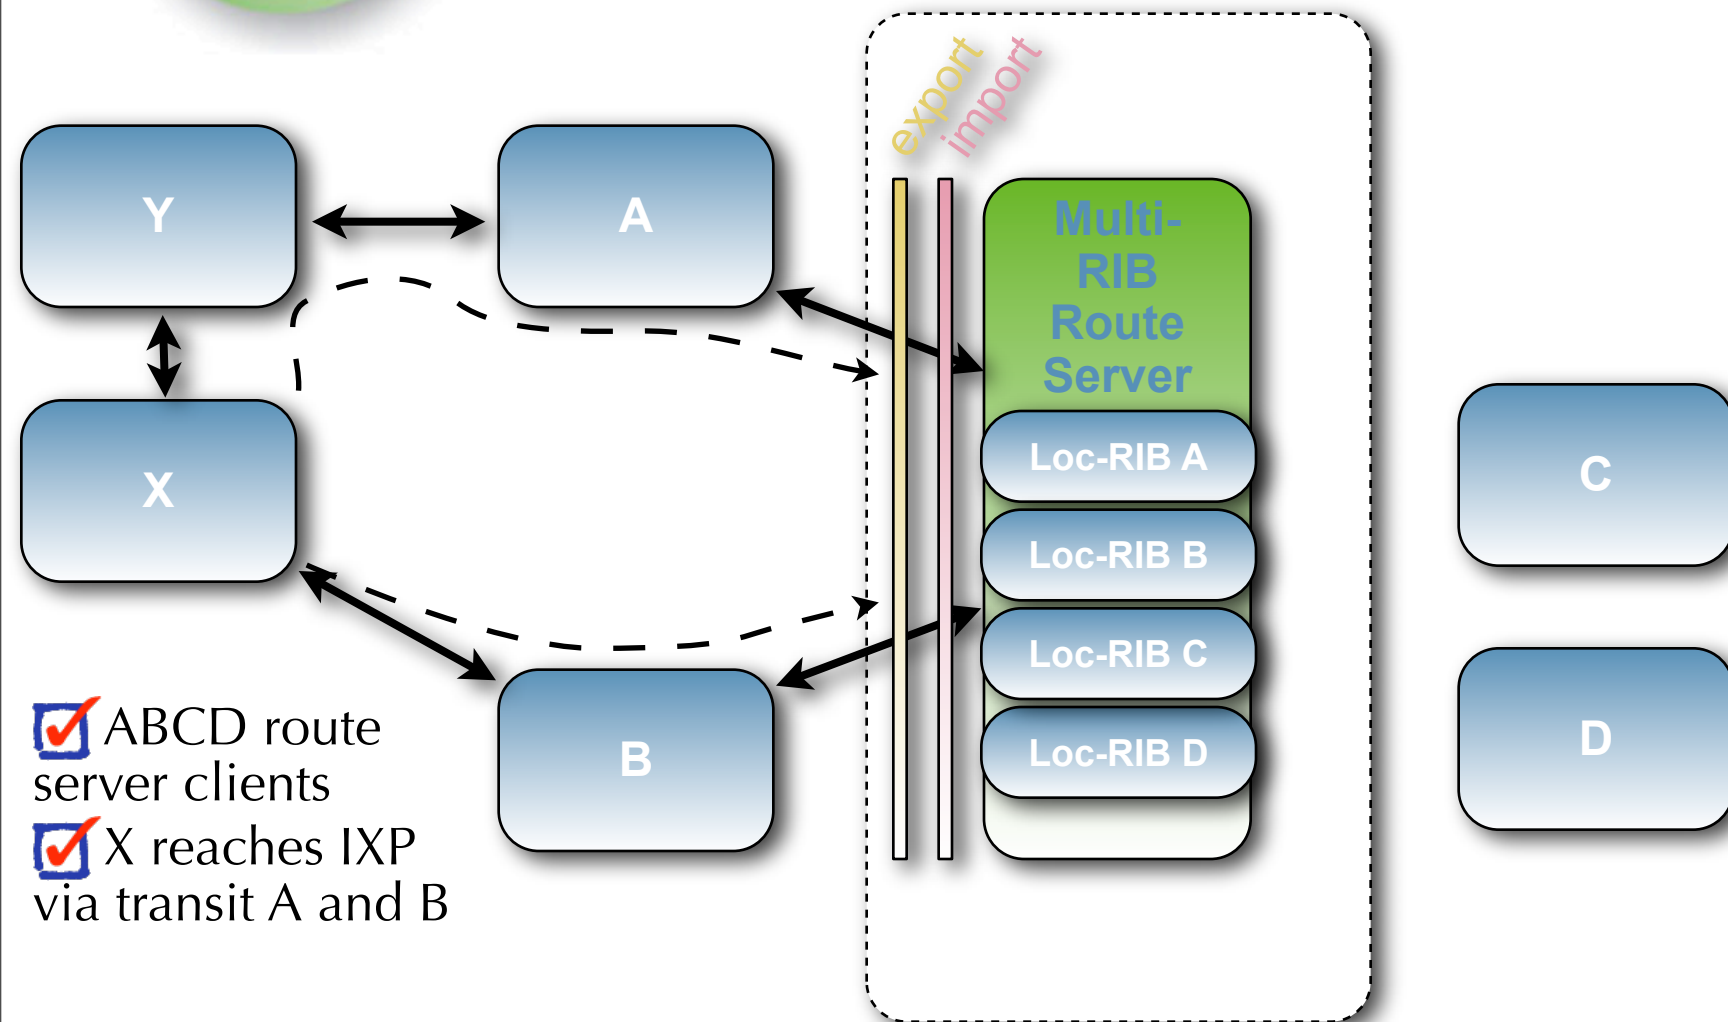 export
import
Y
A
Multi-
RIB
Route
Server
X
Loc-RIB A
Loc-RIB B
Loc-RIB C
Loc-RIB D
C
D
B
ABCD route
server clients
X reaches IXP
via transit A and B